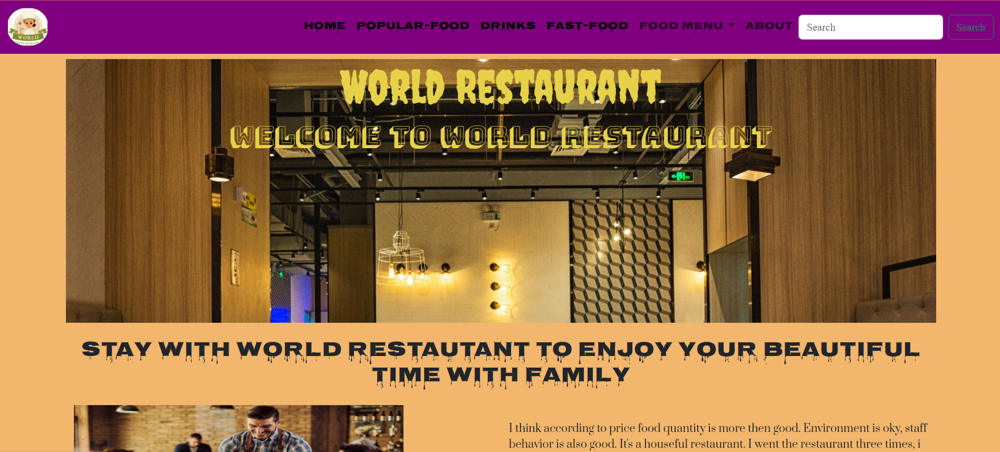 WORLD
RESTAURANT
HOME POPULAR-FOOD DRINKS FAST-FOOD FOOD MENU ABOUT Search Search
WORLD RESTAURANT
WELCOME TO WORLD RESTAURANT
STAY WITH WORLD RESTAUTANT TO ENJOY YOUR BEAUTIFUL
TIME WITH FAMILY
I think according to price food quantity is more then good. Environment is oky, staff
behavior is also good. It's a houseful restaurant. I went the restaurant three times, i